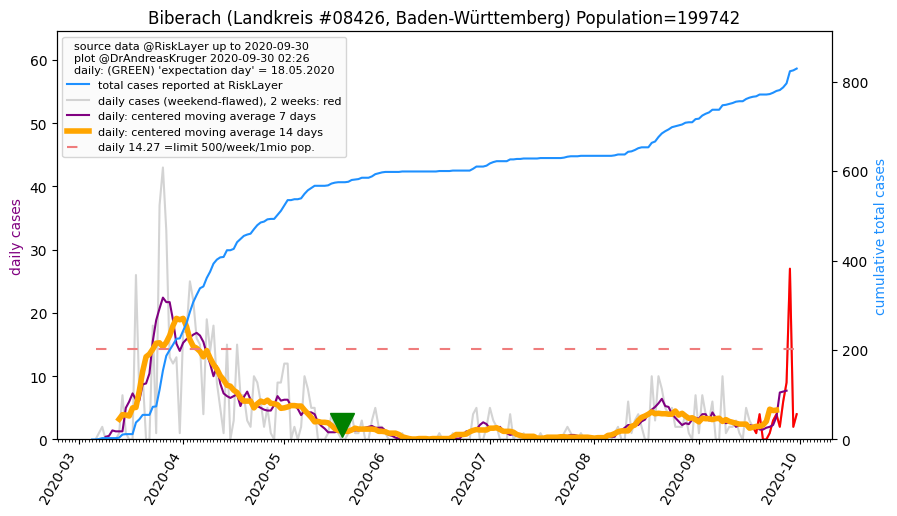 Biberach (Landkreis #08426, Baden-Württemberg) Population=199742
source data @RiskLayer up to 2020-09-30
plot @DrAndreasKruger 2020-09-30 02:26
daily: (GREEN) 'expectation day' = 18.05.2020
total cases reported at RiskLayer
daily cases (weekend-flawed), 2 weeks: red
daily: centered moving average 7 days
daily: centered moving average 14 days
daily 14.27 =limit 500/week/1mio pop.
daily cases
60
50
40
30
20
10
0
cumulative total cases
800
600
400
200
0
2020-03
2020-04
2020-05
2020-06
2020-07
2020-08
2020-09
2020-10